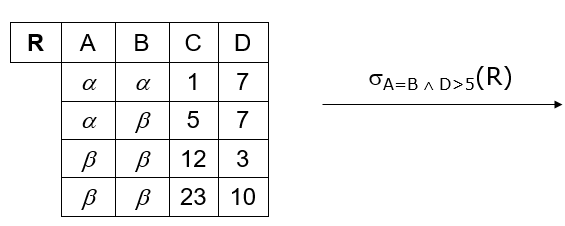 R A B C D
α α 1 7
α β 5 7
β β 12 3
β β 23 10
σA=B ∧ D>5(R)